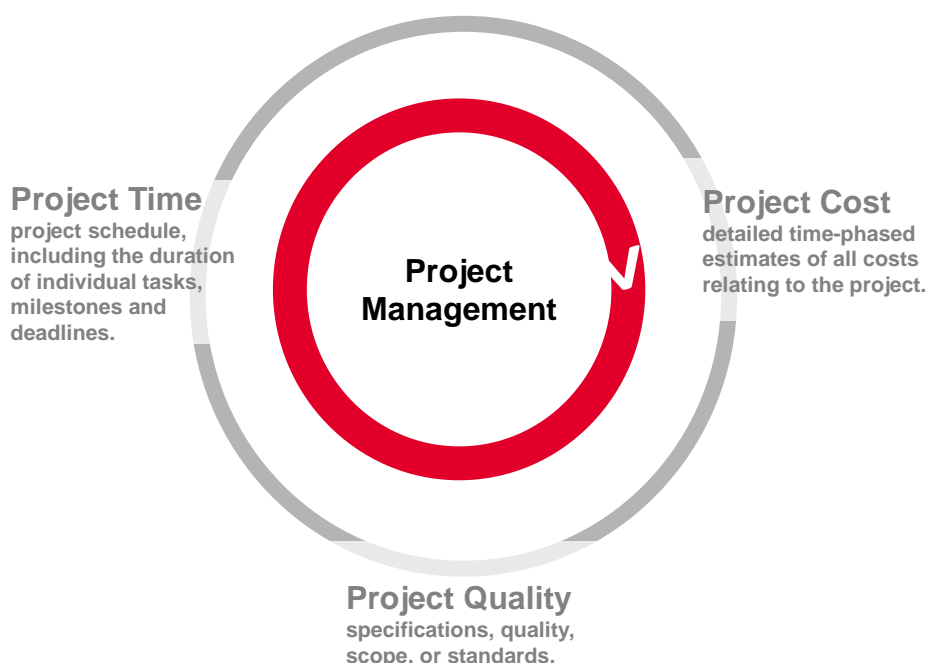 Project Time
project schedule,
including the duration
of individual tasks,
milestones and
deadlines.
Project
Management
Project Cost
detailed time-phased
estimates of all costs
relating to the project.
Project Quality
specifications, quality,
scope, or standards.